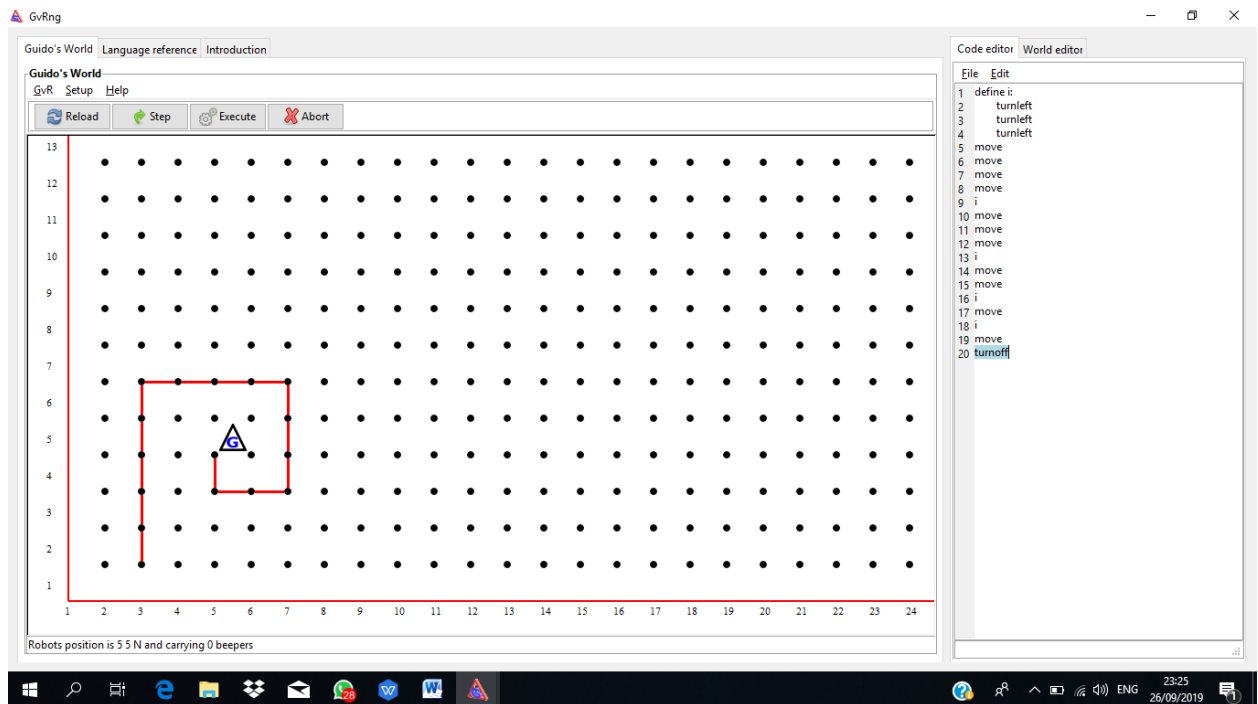 GvRng
Guido's World Language reference Introduction
Guido's World
GvR Setup Help
Reload Step Execute Abort
13
12
11
10
9
8
7
6
5
4
3
2
1
G
1 2 3 4 5 6 7 8 9 10 11 12 13 14 15 16 17 18 19 20 21 22 23 24
Robots position is 5 5 N and carrying 0 beepers
Code editor World editor
File Edit
1 define i:
2 turnleft
3 turnleft
4 turnleft
5 move
6 move
7 move
8 move
9 i
10 move
11 move
12 move
13 i
14 move
15 move
16 i
17 move
18 i
19 move
20 turnoff
28
W
ENG
23:25
26/09/2019
1